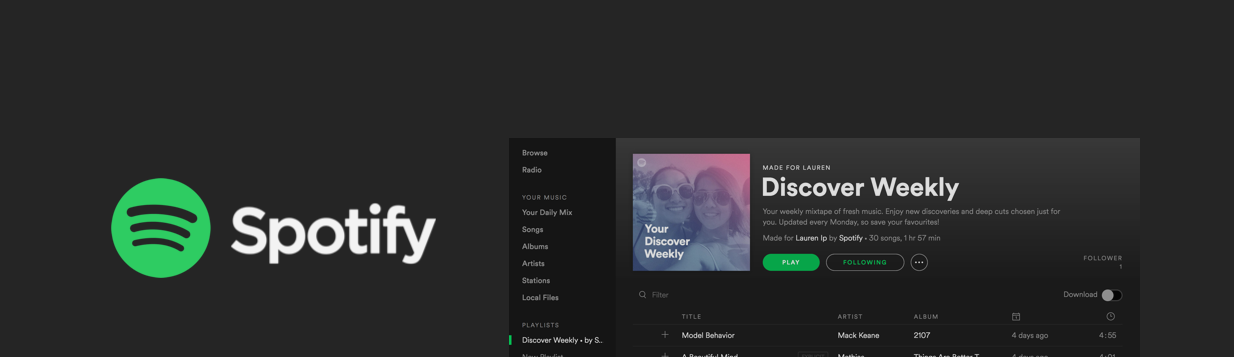 Spotify
Browse
Radio
YOUR MUSIC
Your Daily Mix
Songs
Albums
Artists
Stations
Local Files
PLAYLISTS
Discover Weekly • by S..
New Playlist
Your
Discover
Weekly
MADE FOR LAUREN
Discover Weekly
Your weekly mixtape of fresh music. Enjoy new discoveries and deep cuts chosen just for
you. Updated every Monday, so save your favourites!
Made for Lauren Ip by Spotify • 30 songs, 1 hr 57 min
PLAY
FOLLOWING
FOLLOWER
1
Filter
Download
TITLE ARTIST ALBUM
Model Behavior Mack Keane 2107 4 days ago 4:55
A Beautiful Mind Mathias Things Are Better T 4 days ago 4:01